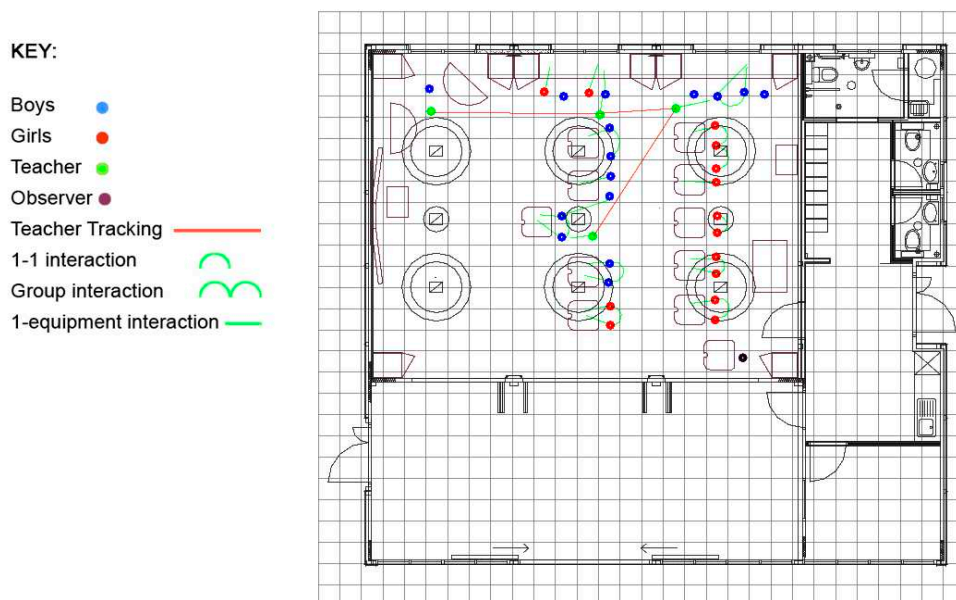 KEY:
Boys
Girls
Teacher
Observer
Teacher Tracking
1-1 interaction
Group interaction
1-equipment interaction